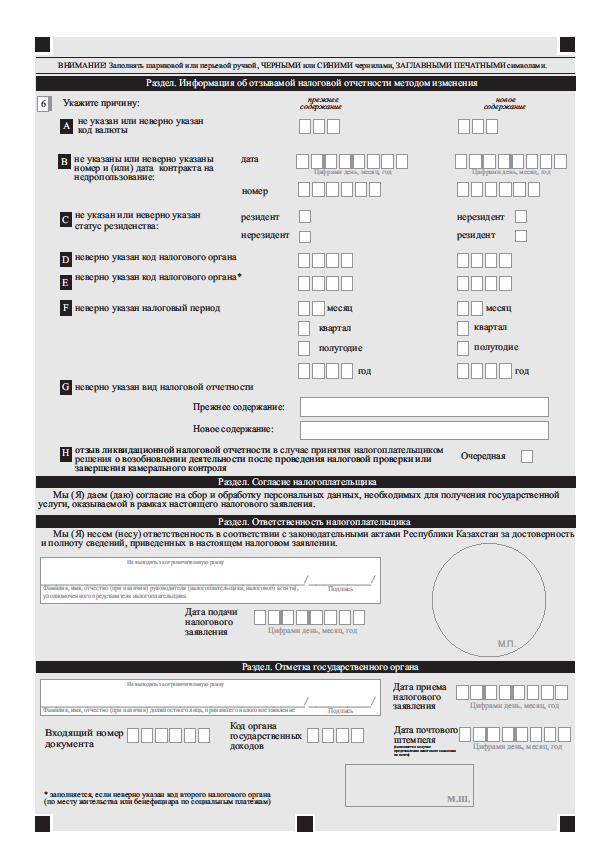 ВНИМАНИЕ! Заполнять шариковой или перьевой ручкой, ЧЕРНЫМИ или СИНИМИ чернилами, ЗАГЛАВНЫМИ ПЕЧАТНЫМИ символами.
Раздел. Информация об отзываемой налоговой отчетности методом изменения
6 Укажите причину: прежнее новое
содержание содержание
A не указан или неверно указан
код валюты
B не указаны или неверно указаны дата
номер и (или) дата контракта на Цифрами день, месяц, год Цифрами день, месяц, год
недропользование:
номер
C не указан или неверно указан резидент нерезидент
статус резиденства:
нерезидент резидент
D неверно указан код налогового органа
E неверно указан код налогового органа*
F неверно указан налоговый период месяц месяц
квартал квартал
полугодие полугодие
год год
G неверно указан вид налоговой отчетности
Прежнее содержание:
Новое содержание:
H отзыв ликвидационной налоговой отчетности в случае принятия налогоплательщиком
решения о возобновлении деятельности после проведения налоговой проверки или Очередная
завершения камерального контроля
Раздел. Согласие налогоплательщика
Мы (Я) даем (даю) согласие на сбор и обработку персональных данных, необходимых для получения государственной
услуги, оказываемой в рамках настоящего налогового заявления.
Раздел. Ответственность налогоплательщика
Мы (Я) несем (несу) ответственность в соответствии с законодательными актами Республики Казахстан за достоверность
и полноту сведений, приведенных в настоящем налоговом заявлении.
Не выходить за ограничительную рамку
/ /
Фамилия, имя, отчество (при наличии) руководителя (налогоплательщика, налогового агента), Подпись
уполномоченного представителя налогоплательщика
Дата подачи
налогового
заявления Цифрами день, месяц, год
М.П.
Раздел. Отметка государственного органа
Не выходить за ограничительную рамку
/ /
Фамилия, имя, отчество (при наличии) должностного лица, принявшего налоговое заявление Подпись
Дата приема
налогового
заявления Цифрами день, месяц, год
Входящий номер
документа
Код органа
государственных
доходов
Дата почтового
штемпеля Цифрами день, месяц, год
М.Ш.
* заполняется, если неверно указан код второго налогового органа
(по месту жительства или бенефициара по социальным платежам)